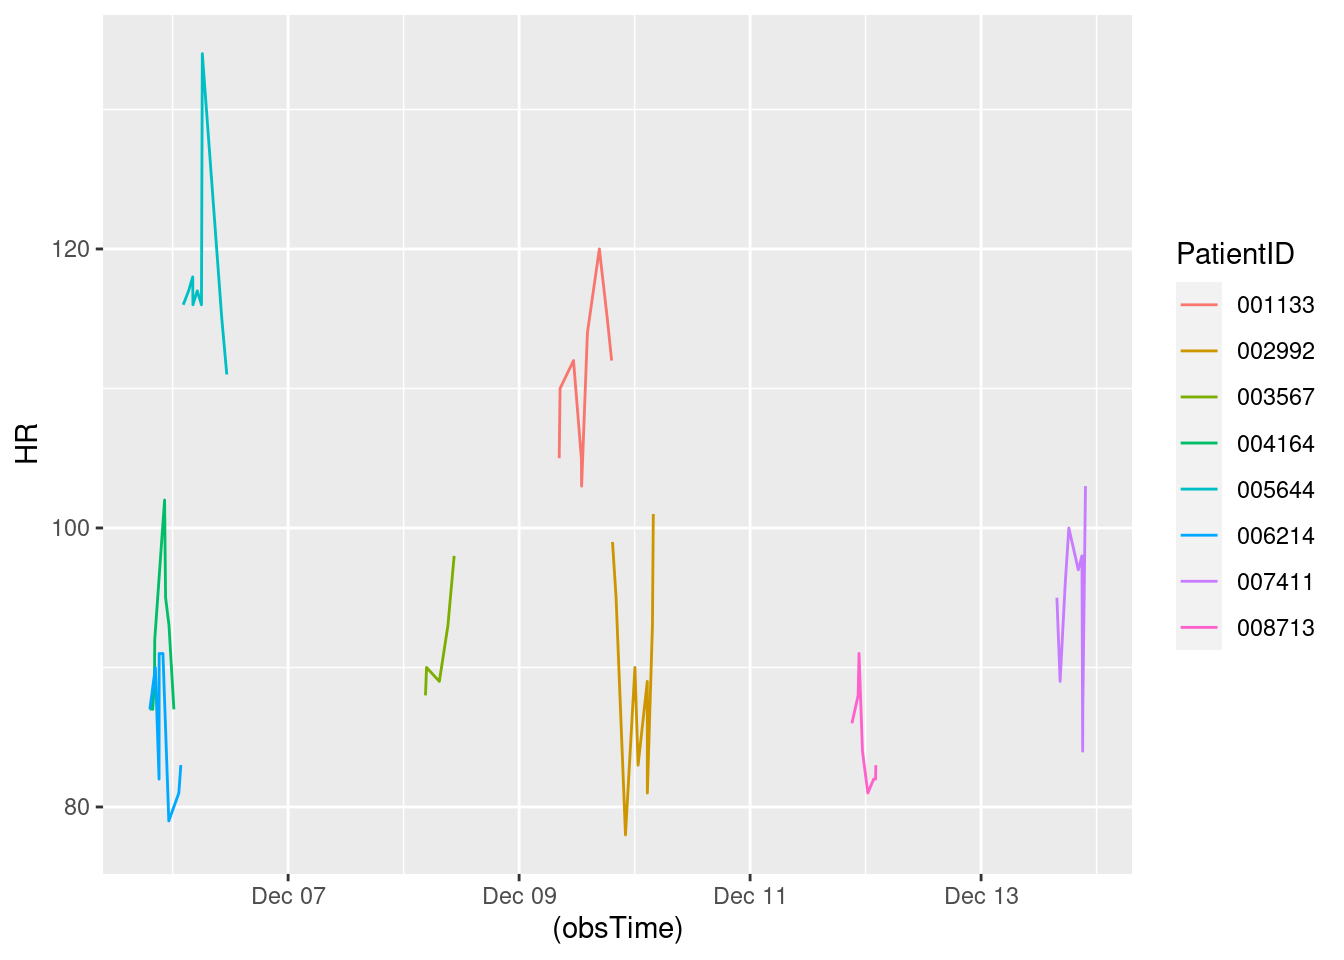 120
100
80
HR
Dec 07
Dec 09
Dec 11
Dec 13
(obsTime)
PatientID
001133
002992
003567
004164
005644
006214
007411
008713